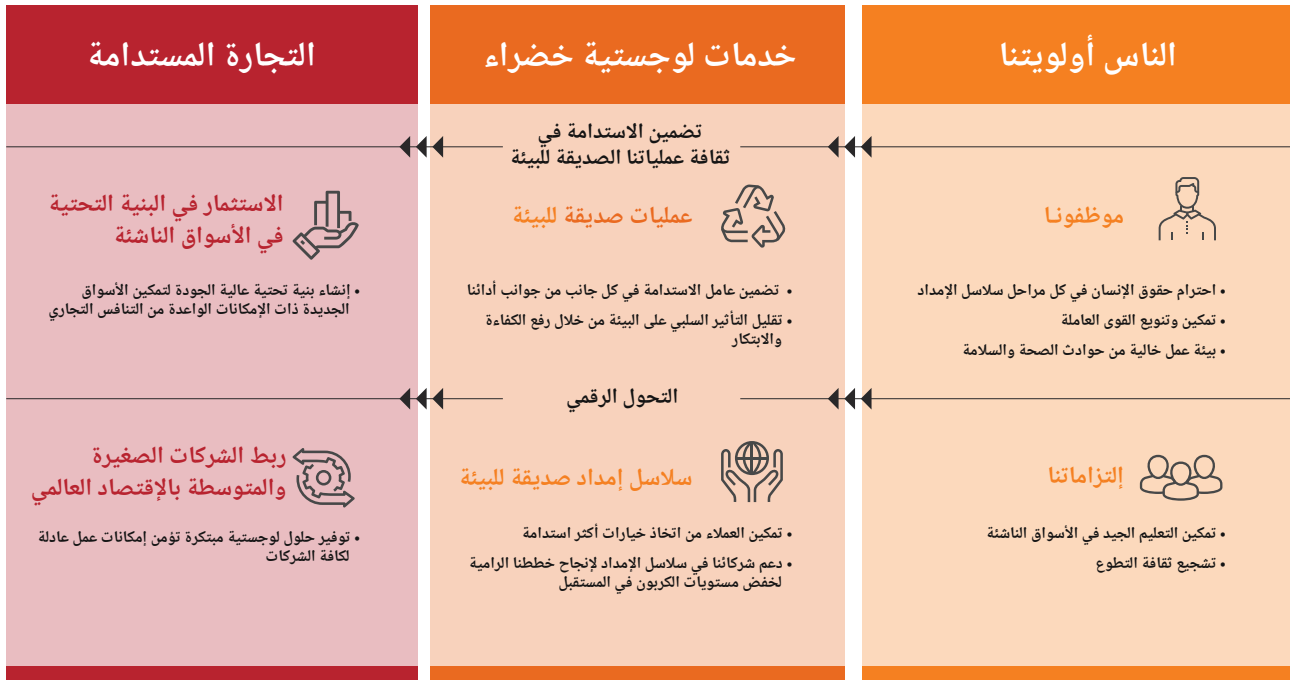 الناس أولويتنا
موظفونا
• احترام حقوق الإنسان في كل مراحل سلاسل الإمداد
• تمكين وتنويع القوى العاملة
• بيئة عمل خالية من حوادث الصحة والسلامة
إلتزاماتنا
• تمكين التعليم الجيد في الأسواق الناشئة
• تشجيع ثقافة التطوع
خدمات لوجستية خضراء
تضمين الاستدامة في
ثقافة عملياتنا الصديقة للبيئة
عمليات صديقة للبيئة
• تضمين عامل الاستدامة في كل جانب من جوانب أدائنا
• تقليل التأثير السلبي على البيئة من خلال رفع الكفاءة
والابتكار
التحول الرقمي
سلاسل إمداد صديقة للبيئة
• تمكين العملاء من اتخاذ خيارات أكثر استدامة
• دعم شركائنا في سلاسل الإمداد لإنجاح خططنا الرامية
لخفض مستويات الكربون في المستقبل
التجارة المستدامة
الاستثمار في البنية التحتية
في الأسواق الناشئة
• إنشاء بنية تحتية عالية الجودة لتمكين الأسواق
الجديدة ذات الإمكانات الواعدة من التنافس التجاري
ربط الشركات الصغيرة
والمتوسطة بالإقتصاد العالمي
• توفير حلول لوجستية مبتكرة تؤمن إمكانات عمل عادلة
لكافة الشركات